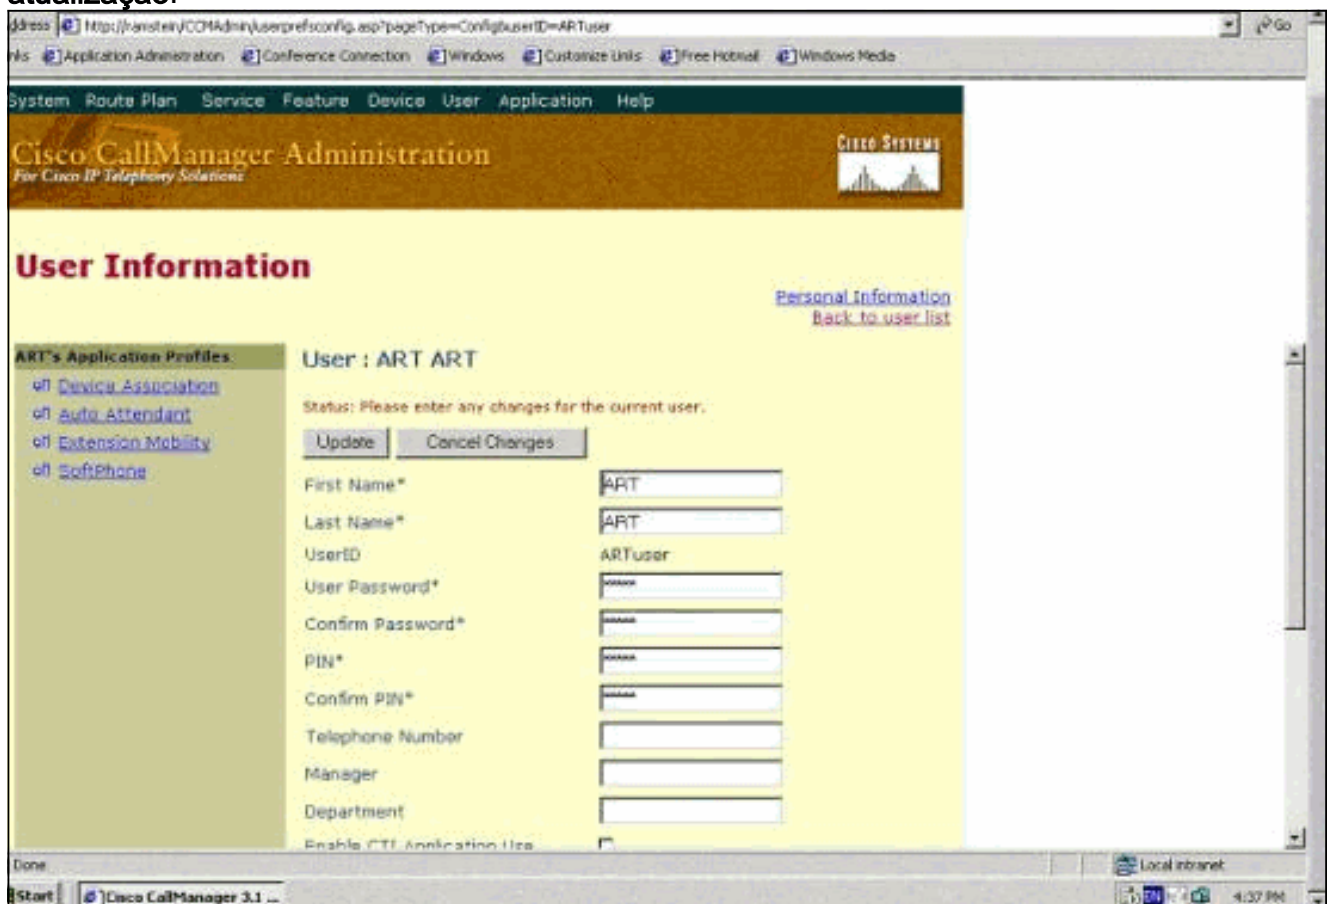 atualização.
ddress http://ramstein/CCMAdmin/userprefsconfig.asp?pageType=Config&userID=ARTuser Go
nks Application Administration Conference Connection Windows Customize Links Free Hotmail Windows Media
System Route Plan Service Feature Device User Application Help
Cisco CallManager Administration
For Cisco IP Telephony Solutions
CISCO SYSTEMS
User Information
Personal Information
Back to user list
ART's Application Profiles
Device Association
Auto Attendant
Extension Mobility
SoftPhone
User : ART ART
Status: Please enter any changes for the current user.
Update Cancel Changes
First Name* ART
Last Name* ART
UserID ARTuser
User Password* *****
Confirm Password* *****
PIN* *****
Confirm PIN* *****
Telephone Number
Manager
Department
Enable CTI Application Use
Done Local intranet
Start Cisco CallManager 3.1 ... EN 4:37 PM